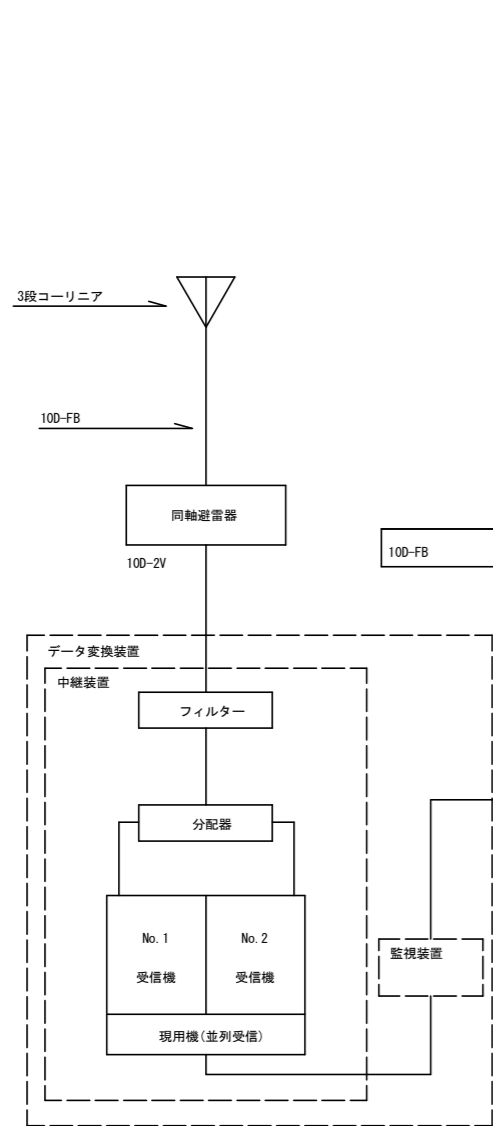 3段コーリニア
10D-FB
同軸避雷器
10D-2V
10D-FB
データ変換装置
中継装置
フィルター
分配器
No.1
受信機
No.2
受信機
監視装置
現用機(並列受信)